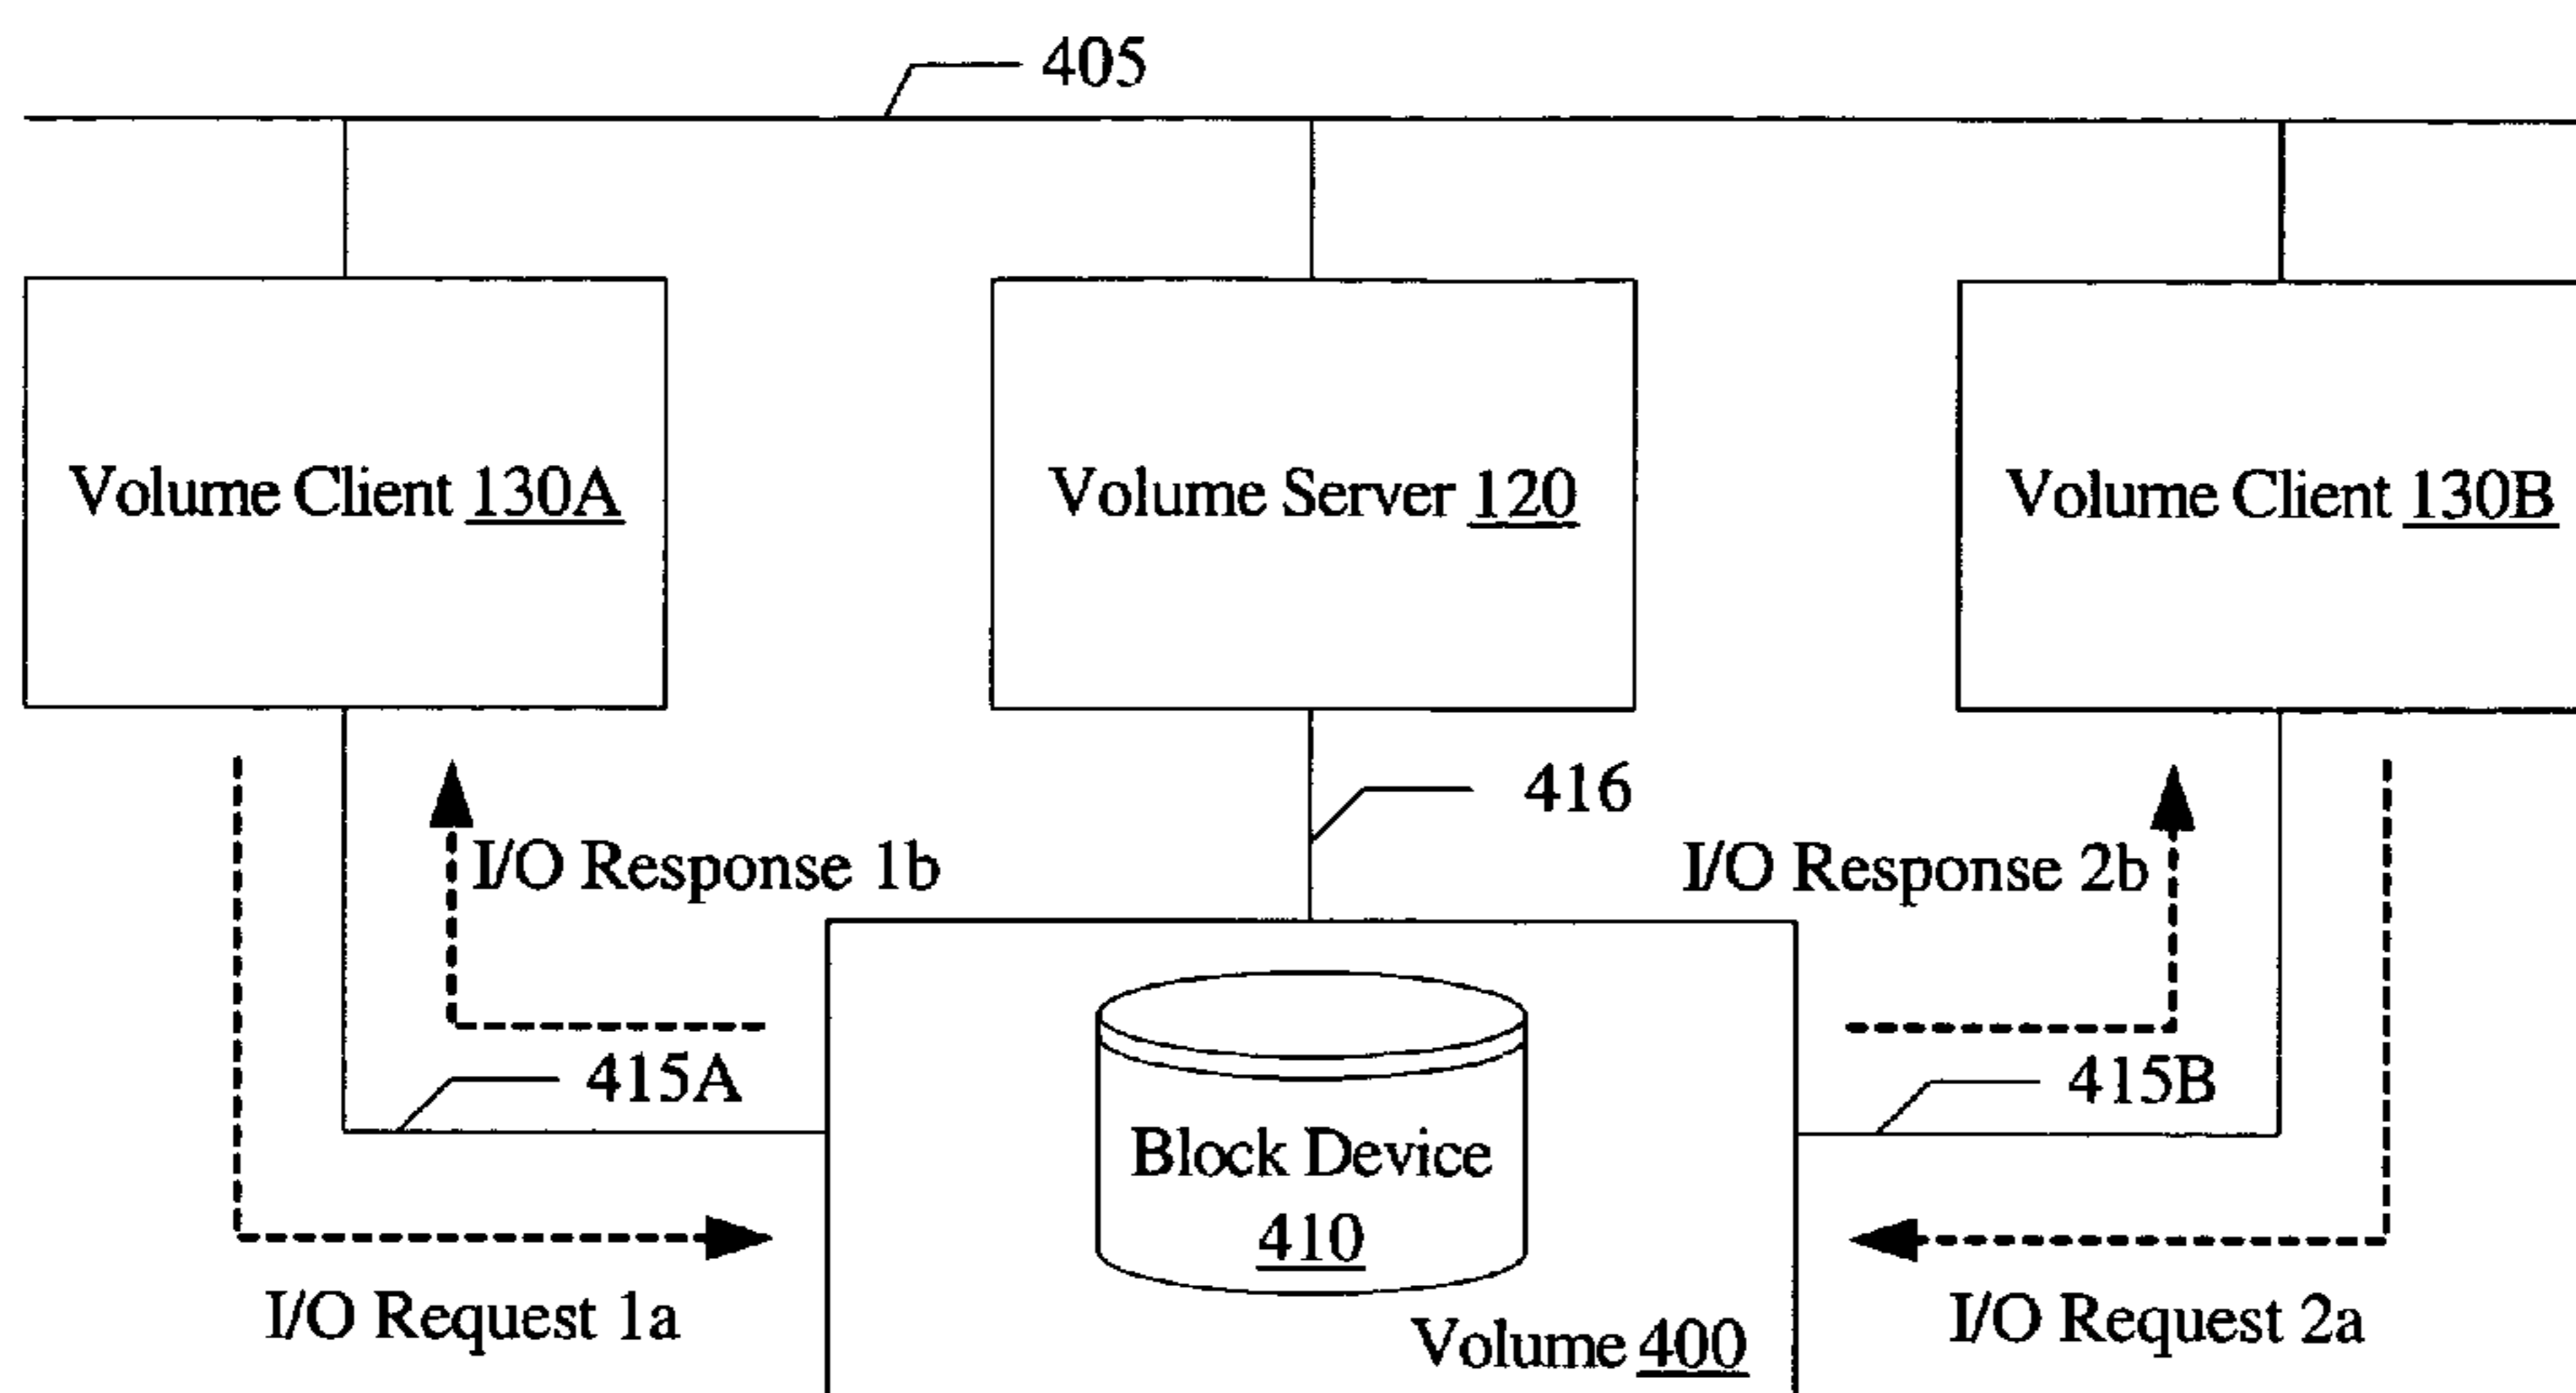 405
Volume Client 130A
Volume Server 120
Volume Client 130B
416
I/O Response 1b
I/O Response 2b
415A
415B
Block Device
410
I/O Request 1a
I/O Request 2a
Volume 400